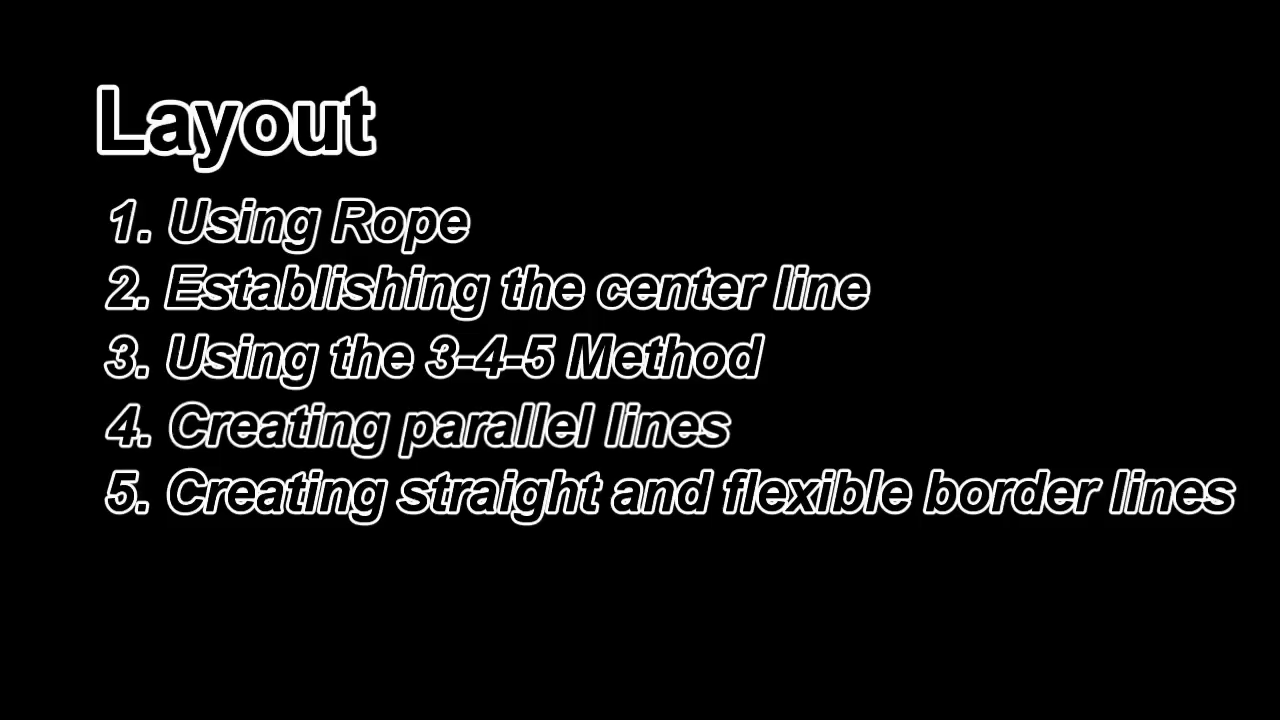 Layout
1. Using Rope
2. Establishing the center line
3. Using the 3-4-5 Method
4. Creating parallel lines
5. Creating straight and flexible border lines